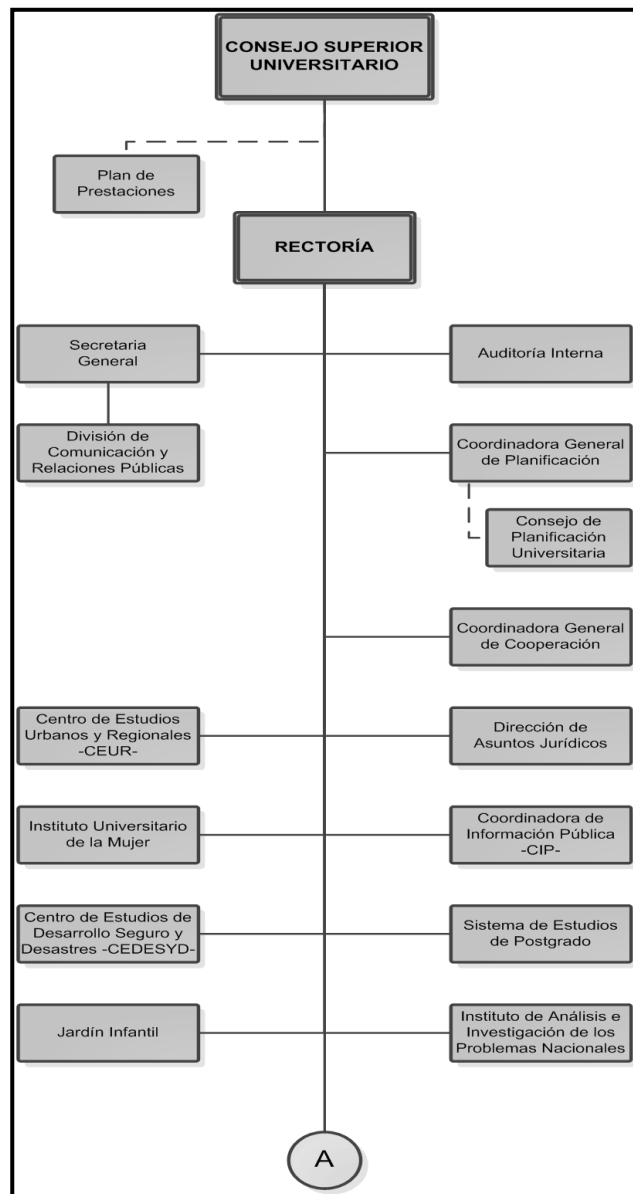 CONSEJO SUPERIOR
UNIVERSITARIO
Plan de
Prestaciones
RECTORÍA
Secretaria
General
Auditoría Interna
División de
Comunicación y
Relaciones Públicas
Coordinadora General
de Planificación
Consejo de
Planificación
Universitaria
Coordinadora General
de Cooperación
Centro de Estudios
Urbanos y Regionales
-CEUR-
Dirección de
Asuntos Jurídicos
Instituto Universitario
de la Mujer
Coordinadora de
Información Pública
-CIP-
Centro de Estudios de
Desarrollo Seguro y
Desastres -CEDESYD-
Sistema de Estudios
de Postgrado
Jardín Infantil
Instituto de Análisis e
Investigación de los
Problemas Nacionales
A